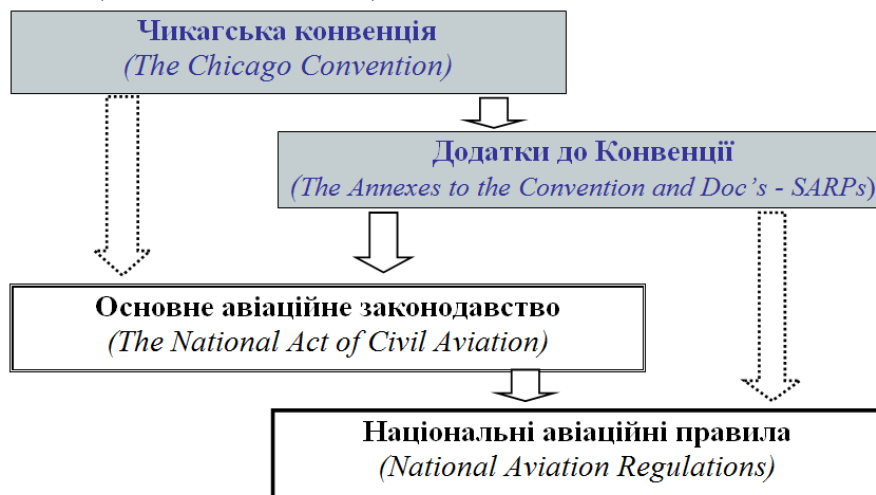 Чикагська конвенція
(The Chicago Convention)
Додатки до Конвенції
(The Annexes to the Convention and Doc’s - SARPs)
Основне авіаційне законодавство
(The National Act of Civil Aviation)
Національні авіаційні правила
(National Aviation Regulations)